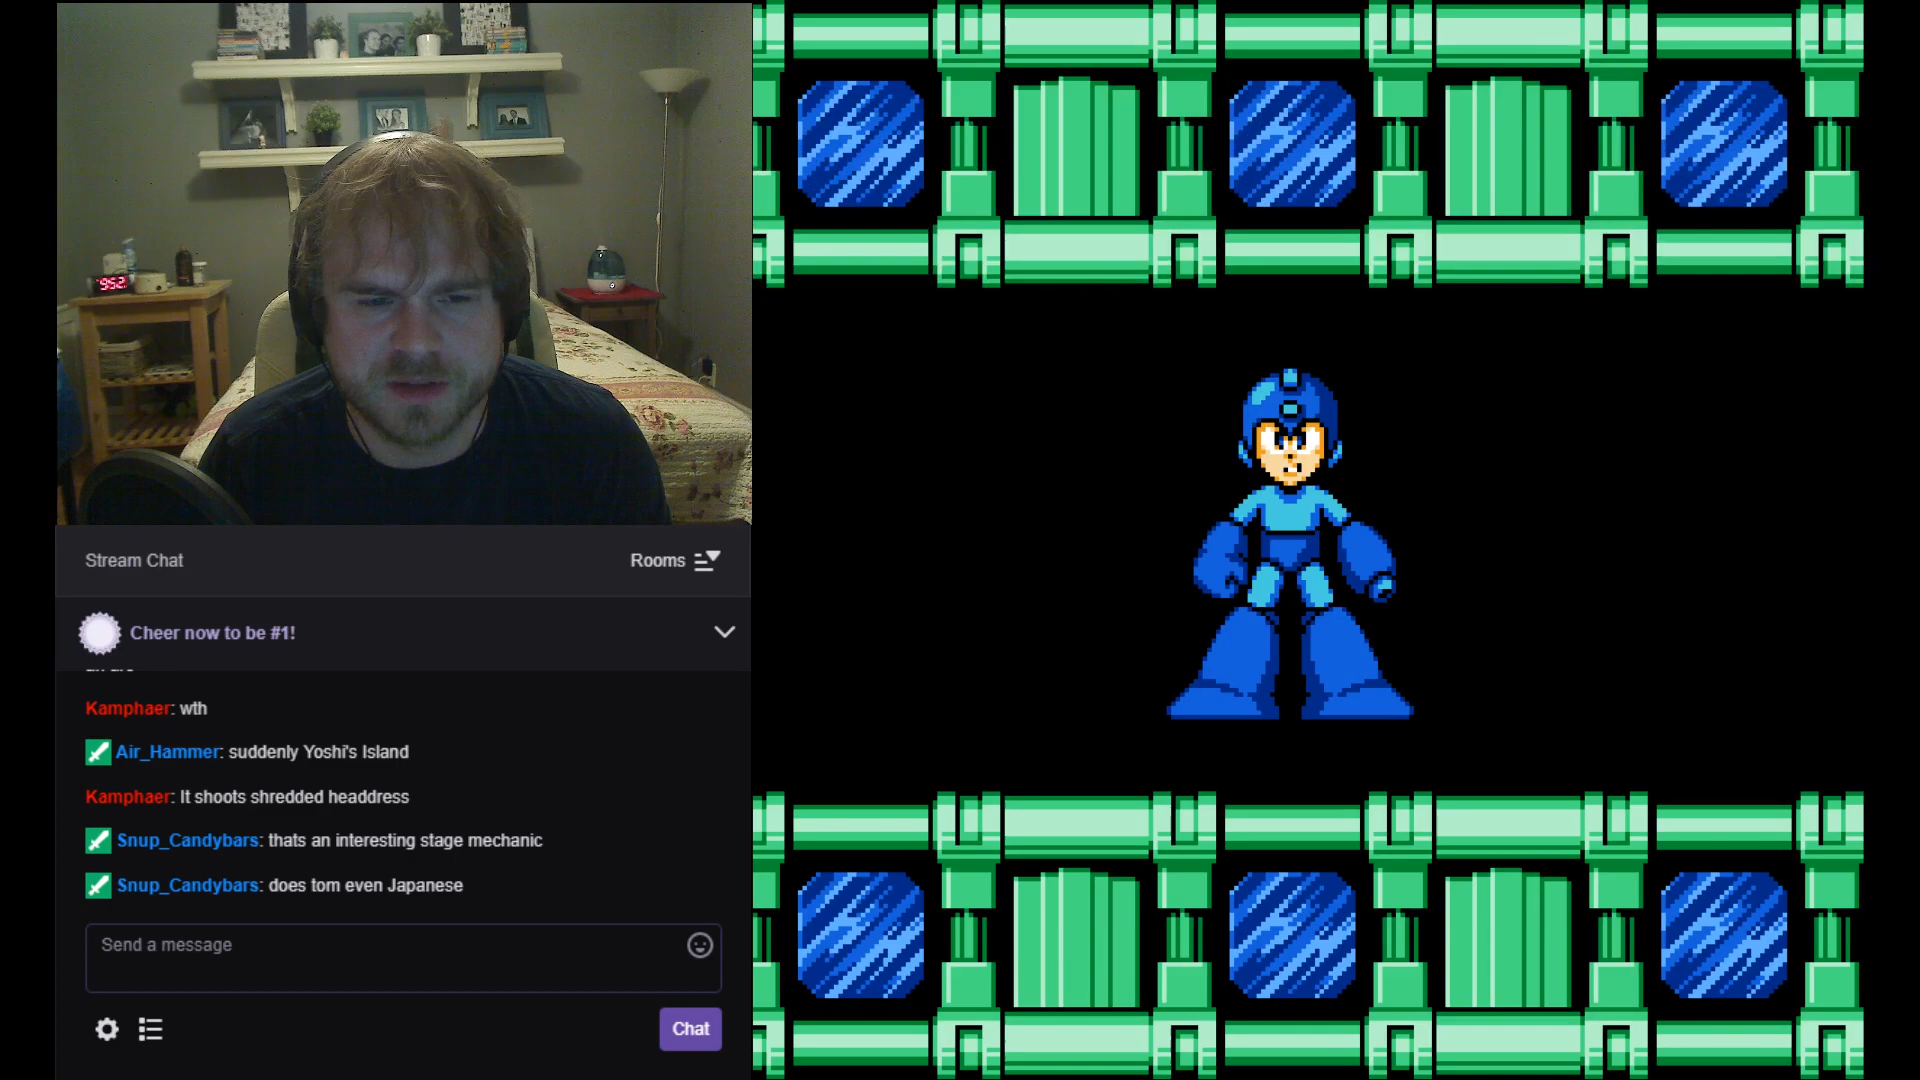 952
Stream Chat
Rooms
Cheer now to be #1!
Kamphaer: wth
Air_Hammer: suddenly Yoshi's Island
Kamphaer: It shoots shredded headdress
Snup_Candybars: thats an interesting stage mechanic
Snup_Candybars: does tom even Japanese
Send a message
Chat